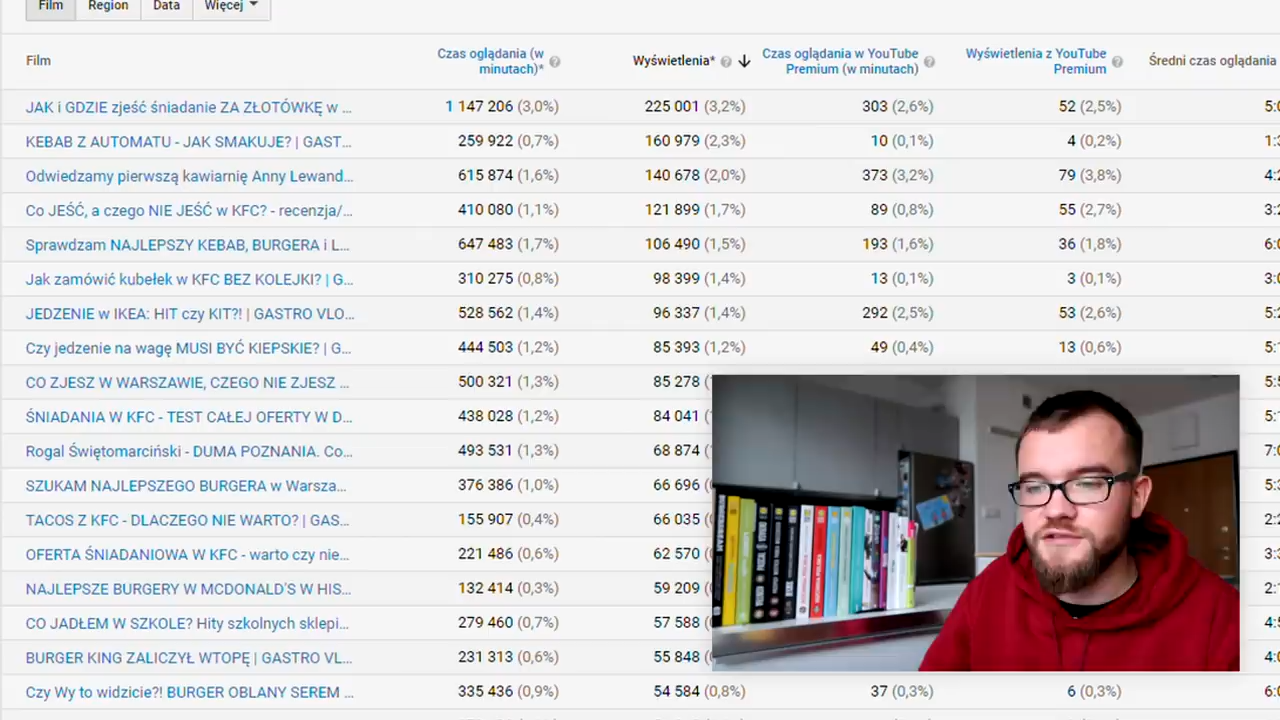 Film Region Data Więcej
Film Czas oglądania (w minutach)* Wyświetlenia* Czas oglądania w YouTube Premium (w minutach) Wyświetlenia z YouTube Premium Średni czas oglądania
JAK i GDZIE zjeść śniadanie ZA ZŁOTÓWKĘ w ... 1 147 206 (3,0%) 225 001 (3,2%) 303 (2,6%) 52 (2,5%)
KEBAB Z AUTOMATU - JAK SMAKUJE? | GAST... 259 922 (0,7%) 160 979 (2,3%) 10 (0,1%) 4 (0,2%)
Odwiedzamy pierwszą kawiarnię Anny Lewand... 615 874 (1,6%) 140 678 (2,0%) 373 (3,2%) 79 (3,8%)
Co JEŚĆ, a czego NIE JEŚĆ w KFC? - recenzja/... 410 080 (1,1%) 121 899 (1,7%) 89 (0,8%) 55 (2,7%)
Sprawdzam NAJLEPSZY KEBAB, BURGERA i L... 647 483 (1,7%) 106 490 (1,5%) 193 (1,6%) 36 (1,8%)
Jak zamówić kubełek w KFC BEZ KOLEJKI? | G... 310 275 (0,8%) 98 399 (1,4%) 13 (0,1%) 3 (0,1%)
JEDZENIE w IKEA: HIT czy KIT?! | GASTRO VLO... 528 562 (1,4%) 96 337 (1,4%) 292 (2,5%) 53 (2,6%)
Czy jedzenie na wagę MUSI BYĆ KIEPSKIE? | G... 444 503 (1,2%) 85 393 (1,2%) 49 (0,4%) 13 (0,6%)
CO ZJESZ W WARSZAWIE, CZEGO NIE ZJESZ ... 500 321 (1,3%) 85 278
ŚNIADANIA W KFC - TEST CAŁEJ OFERTY W D... 438 028 (1,2%) 84 041
Rogal Świętomarciński - DUMA POZNANIA. Co... 493 531 (1,3%) 68 874
SZUKAM NAJLEPSZEGO BURGERA w Warsza... 376 386 (1,0%) 66 696
TACOS Z KFC - DLACZEGO NIE WARTO? | GAS... 155 907 (0,4%) 66 035
OFERTA ŚNIADANIOWA W KFC - warto czy nie... 221 486 (0,6%) 62 570
NAJLEPSZE BURGERY W MCDONALD'S W HIS... 132 414 (0,3%) 59 209
CO JADŁEM W SZKOLE? Hity szkolnych sklepi... 279 460 (0,7%) 57 588
BURGER KING ZALICZYŁ WTOPĘ | GASTRO VL... 231 313 (0,6%) 55 848
Czy Wy to widzicie?! BURGER OBLANY SEREM ... 335 436 (0,9%) 54 584 (0,8%) 37 (0,3%) 6 (0,3%)